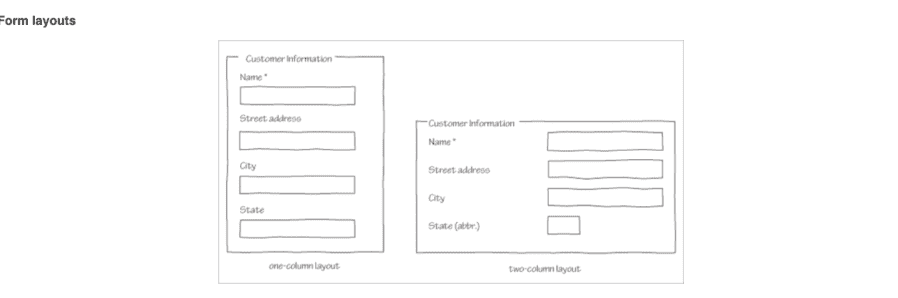 Form layouts
Customer Information
Name *
Street address
City
State
one-column layout
Customer Information
Name *
Street address
City
State (abbr.)
two-column layout